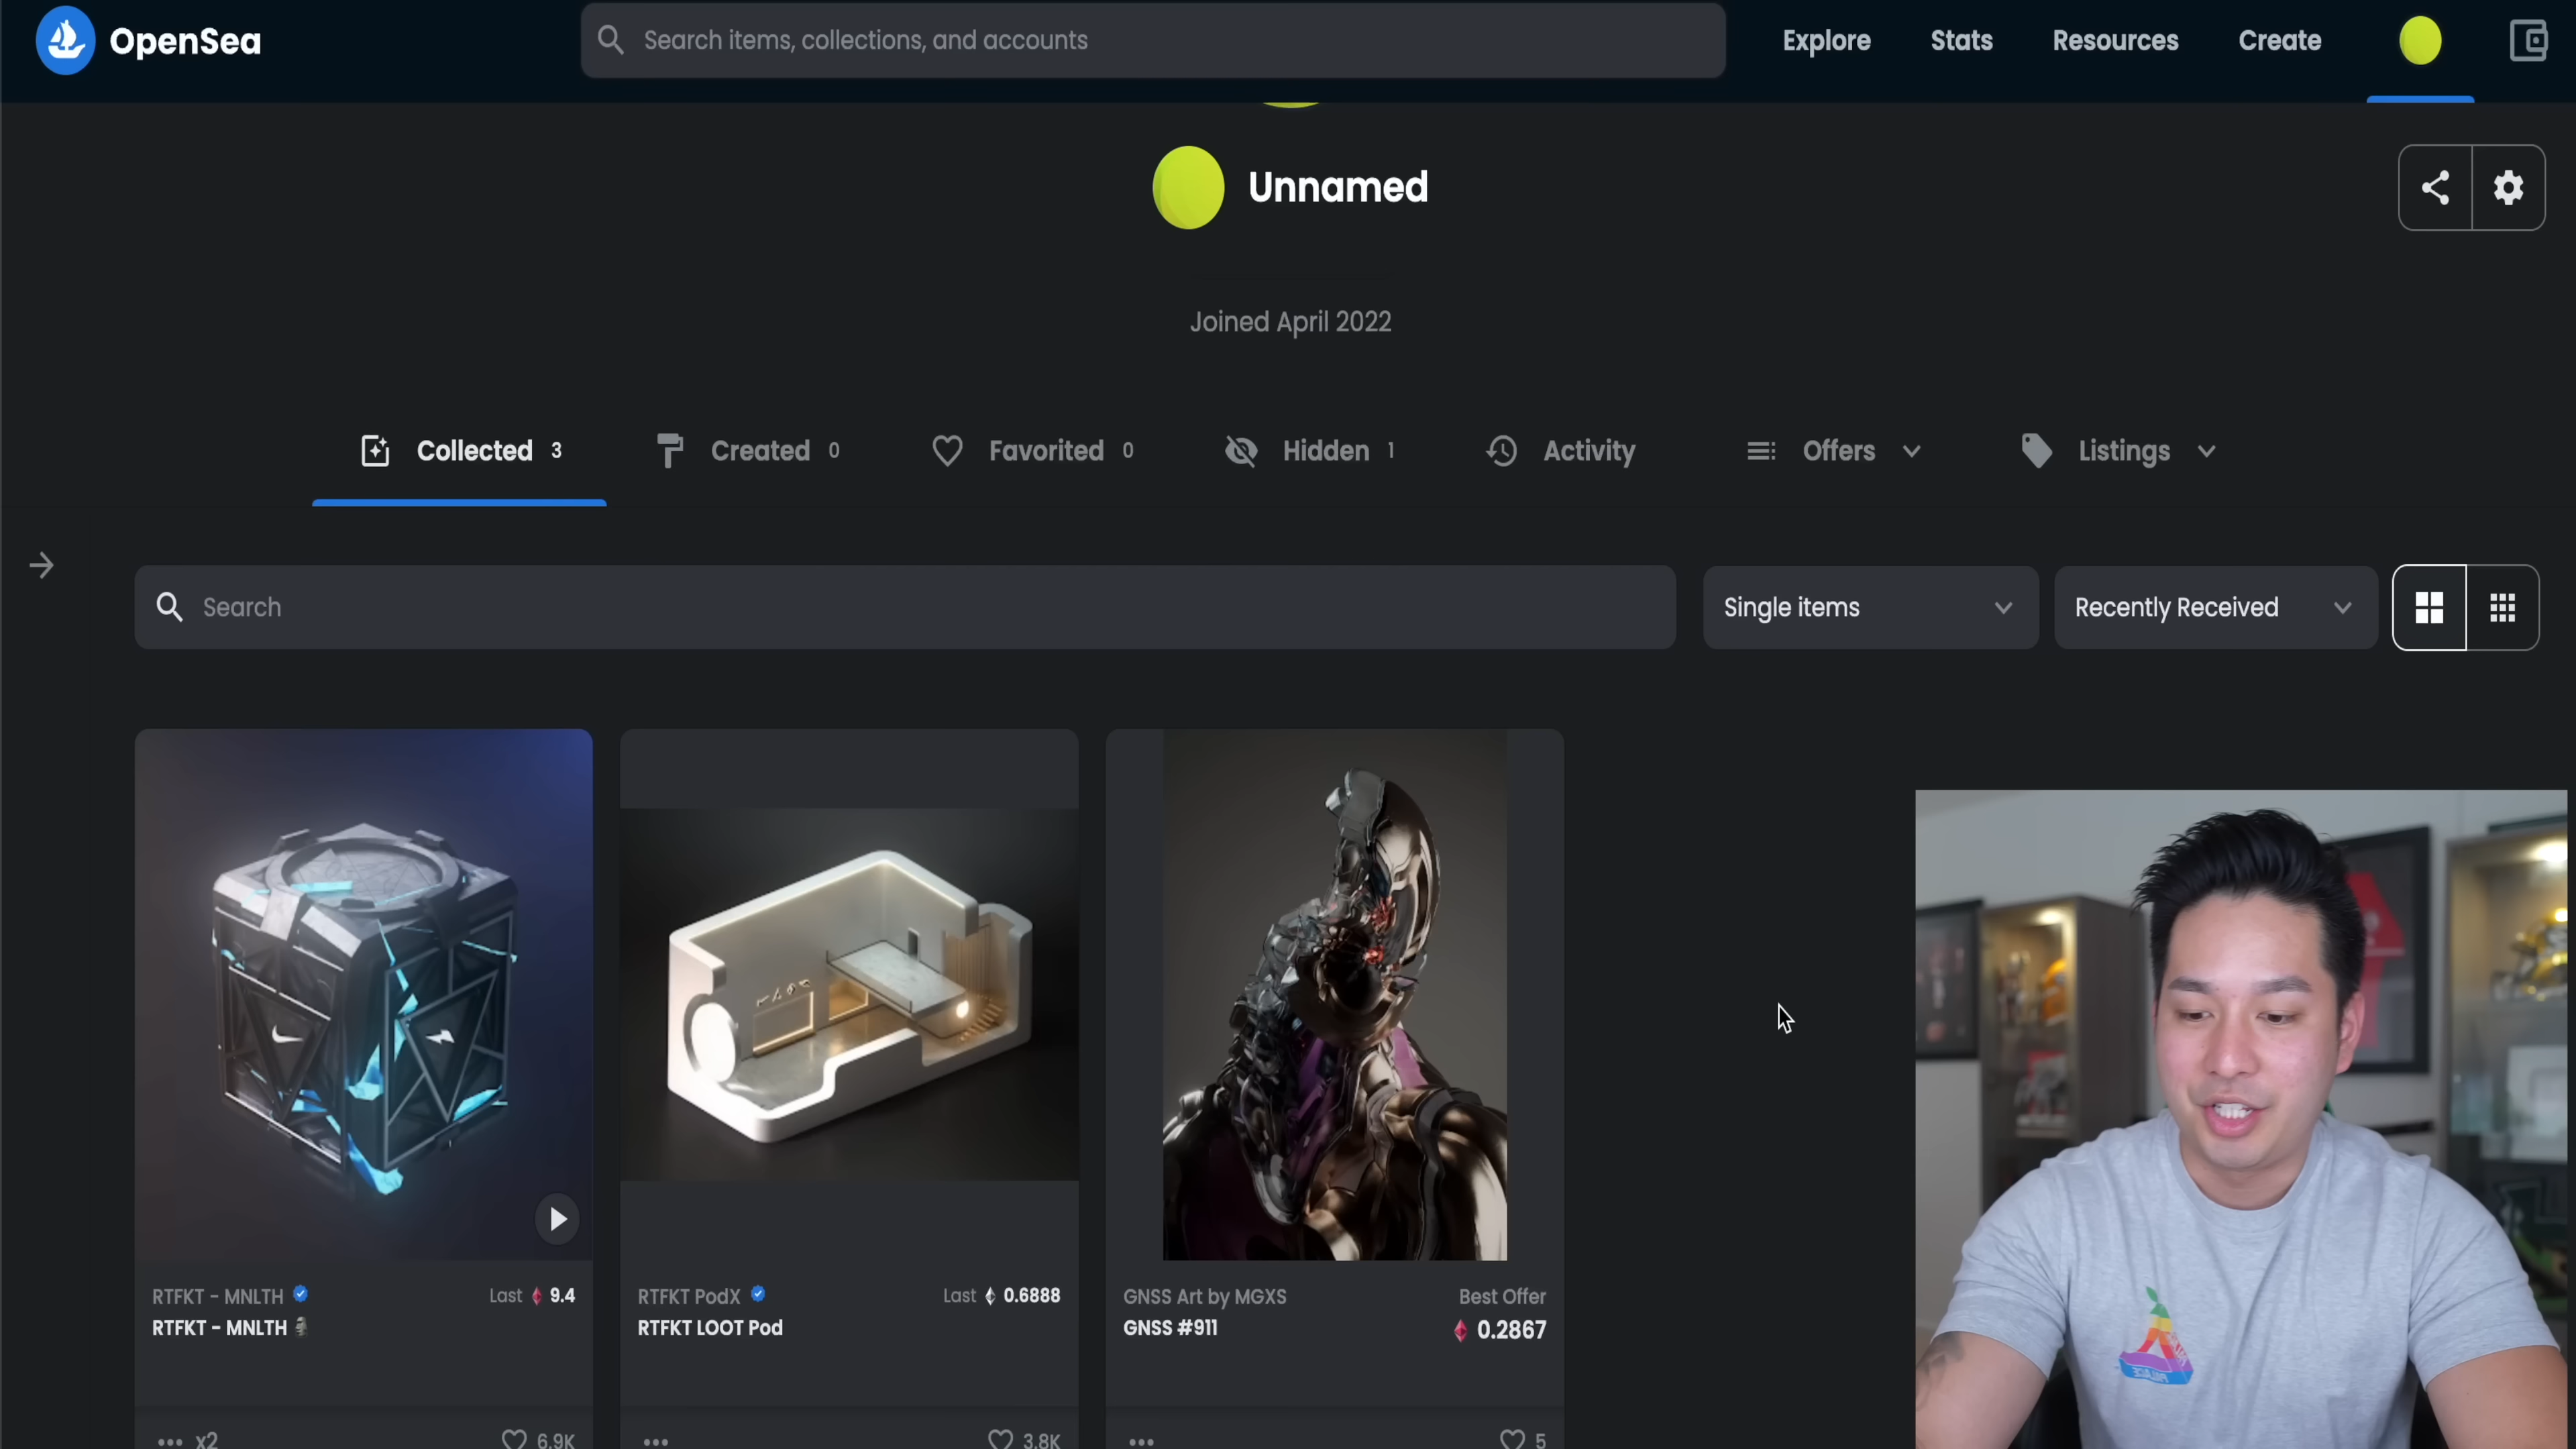 OpenSea
Search items, collections, and accounts
Explore
Stats
Resources
Create
Unnamed
Joined April 2022
Collected 3
Created 0
Favorited 0
Hidden 1
Activity
Offers
Listings
Search
Single items
Recently Received
RTFKT - MNLTH
Last 9.4
RTFKT - MNLTH 🗿
x2
6.9K
RTFKT PodX
Last 0.6888
RTFKT LOOT Pod
3.8K
GNSS Art by MGXS
Best Offer
GNSS #911
0.2867
5